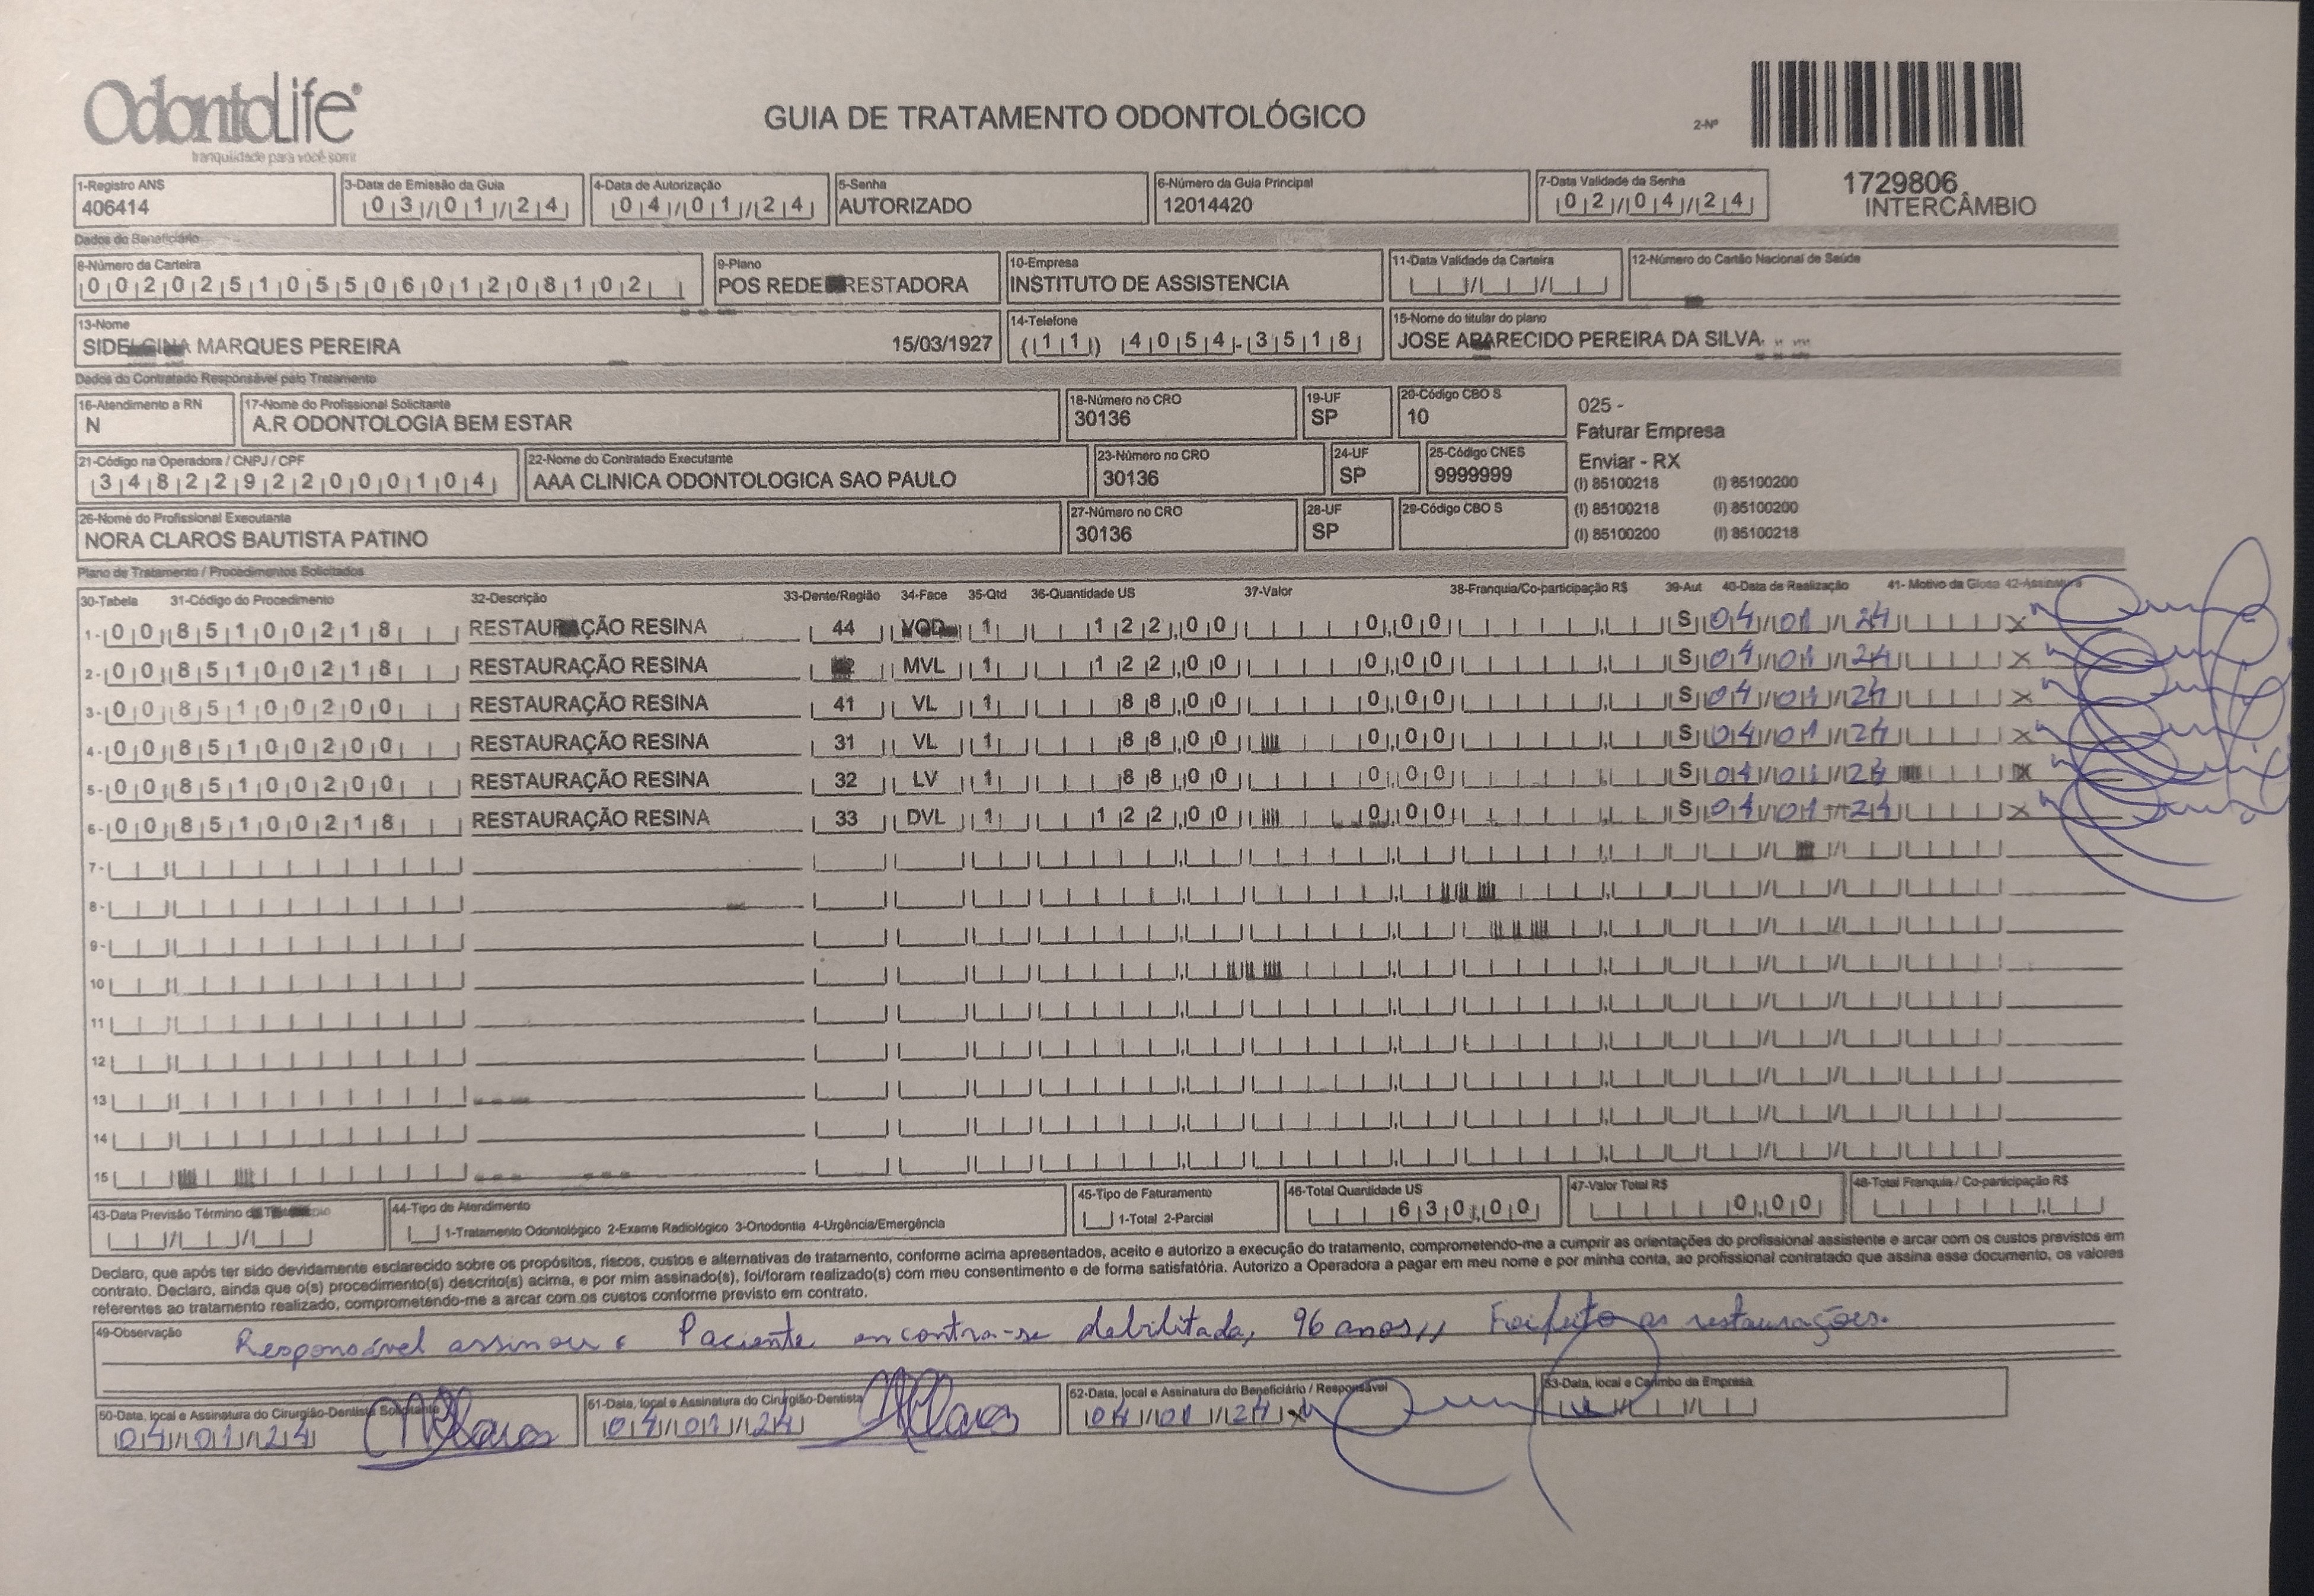 OdontoLife
tranquilidade para você sorrir
GUIA DE TRATAMENTO ODONTOLÓGICO
2-Nº
1729806
INTERCÂMBIO
1-Registro ANS
406414
3-Data de Emissão da Guia
03/01/24
4-Data de Autorização
04/01/24
5-Senha
AUTORIZADO
6-Número da Guia Principal
12014420
7-Data Validade da Senha
02/04/24
Dados do Beneficiário
8-Número da Carteira
00202510550601208102
9-Plano
POS REDE PRESTADORA
10-Empresa
INSTITUTO DE ASSISTENCIA
11-Data Validade da Carteira
12-Número do Cartão Nacional de Saúde
13-Nome
MARQUES PEREIRA 15/03/1927
14-Telefone
(11) 4054-3518
15-Nome do titular do plano
JOSE APARECIDO PEREIRA DA SILVA
Dados do Contratado Responsável pelo Tratamento
16-Atendimento a RN
N
17-Nome do Profissional Solicitante
A.R ODONTOLOGIA BEM ESTAR
18-Número no CRO
30136
19-UF
SP
20-Código CBO S
10
025 -
Faturar Empresa
Enviar - RX
(I) 85100218 (I) 85100200
(I) 85100218 (I) 85100200
(I) 85100200 (I) 85100218
21-Código na Operadora / CNPJ / CPF
34822922000104
22-Nome do Contratado Executante
AAA CLINICA ODONTOLOGICA SAO PAULO
23-Número no CRO
30136
24-UF
SP
25-Código CNES
9999999
26-Nome do Profissional Executante
NORA CLAROS BAUTISTA PATINO
27-Número no CRO
30136
28-UF
SP
29-Código CBO S
Plano de Tratamento / Procedimentos Solicitados
30-Tabela 31-Código do Procedimento 32-Descrição 33-Dente/Região 34-Face 35-Qtd 36-Quantidade US 37-Valor 38-Franquia/Co-participação R$ 39-Aut 40-Data de Realização 41- Motivo da Glosa 42-Assinatura
1- 00 85100218 RESTAURAÇÃO RESINA 44 1 122,00 0,00 S 04/01/24 x
2- 00 85100218 RESTAURAÇÃO RESINA MVL 1 122,00 0,00 S 04/01/24 x
3- 00 85100200 RESTAURAÇÃO RESINA 41 VL 1 88,00 0,00 S 04/01/24 x
4- 00 85100200 RESTAURAÇÃO RESINA 31 VL 1 88,00 0,00 S 04/01/24 x
5- 00 85100200 RESTAURAÇÃO RESINA 32 LV 1 88,00 0,00 S 04/01/24 x
6- 00 85100218 RESTAURAÇÃO RESINA 33 DVL 1 122,00 0,00 S 04/01/24 x
7-
8-
9-
10
11
12
13
14
15
43-Data Previsão Término
44-Tipo de Atendimento
1-Tratamento Odontológico 2-Exame Radiológico 3-Ortodontia 4-Urgência/Emergência
45-Tipo de Faturamento
1-Total 2-Parcial
46-Total Quantidade US
630,00
47-Valor Total R$
0,00
48-Total Franquia / Co-participação R$
Declaro, que após ter sido devidamente esclarecido sobre os propósitos, riscos, custos e alternativas de tratamento, conforme acima apresentados, aceito e autorizo a execução do tratamento, comprometendo-me a cumprir as orientações do profissional assistente e arcar com os custos previstos em
contrato. Declaro, ainda que o(s) procedimento(s) descrito(s) acima, e por mim assinado(s), foi/foram realizado(s) com meu consentimento e de forma satisfatória. Autorizo a Operadora a pagar em meu nome e por minha conta, ao profissional contratado que assina esse documento, os valores
referentes ao tratamento realizado, comprometendo-me a arcar com os custos conforme previsto em contrato.
49-Observação
Responsável assinou. Paciente encontra-se debilitada, 96 anos,, Foi feito as restaurações.
50-Data, local e Assinatura do Cirurgião-Dentista Solicitante
04/01/24
51-Data, local e Assinatura do Cirurgião-Dentista
04/01/24
52-Data, local e Assinatura do Beneficiário / Responsável
04/01/24 x
53-Data, local e Carimbo da Empresa